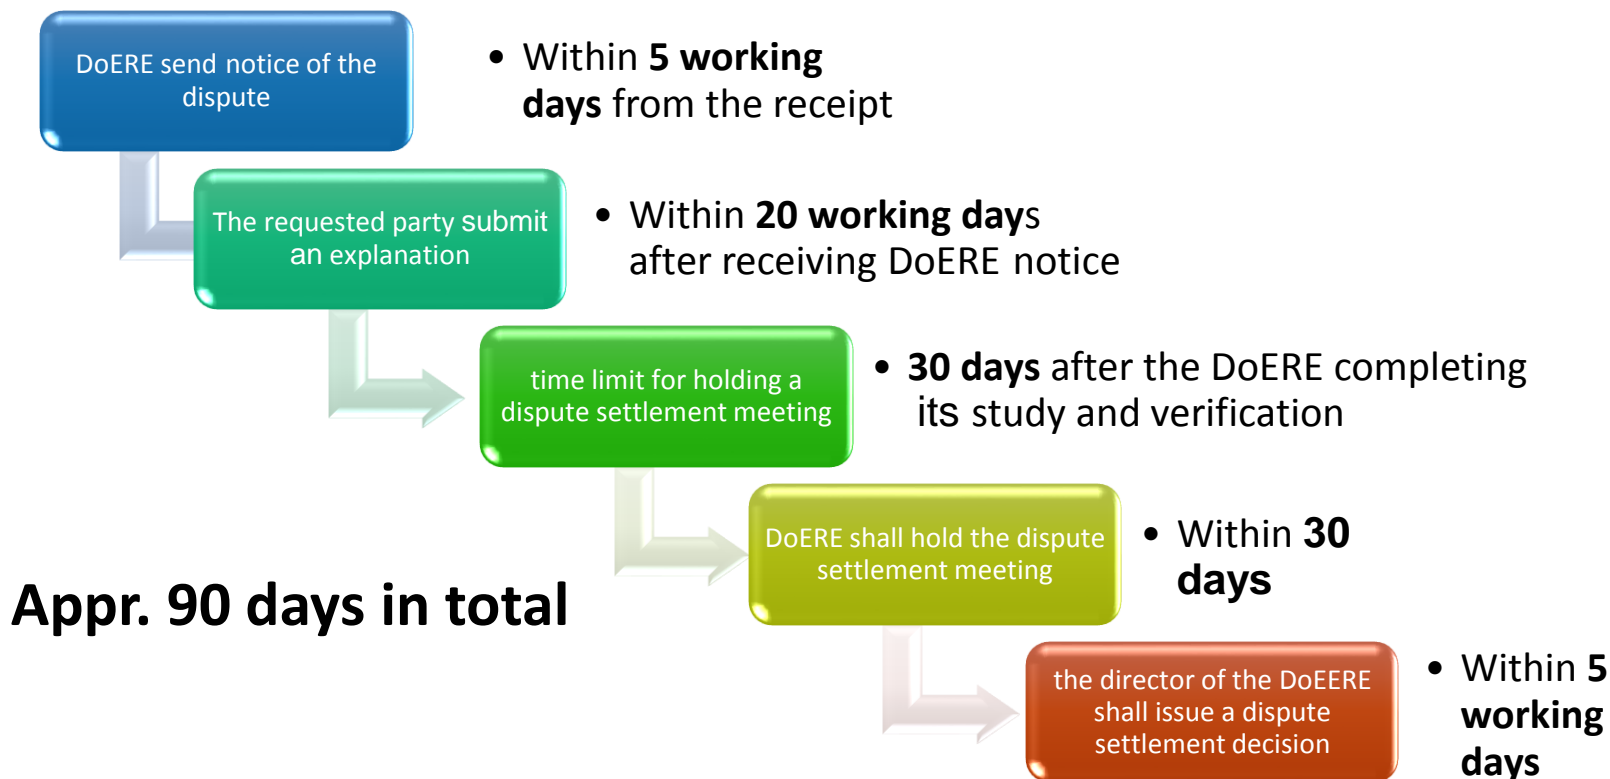 DoERE send notice of the
dispute
• Within 5 working
days from the receipt
The requested party submit
an explanation
• Within 20 working days
after receiving DoERE notice
time limit for holding a
dispute settlement meeting
• 30 days after the DoERE completing
its study and verification
DoERE shall hold the dispute
settlement meeting
• Within 30
days
Appr. 90 days in total
the director of the DoEERE
shall issue a dispute
settlement decision
• Within 5
working
days